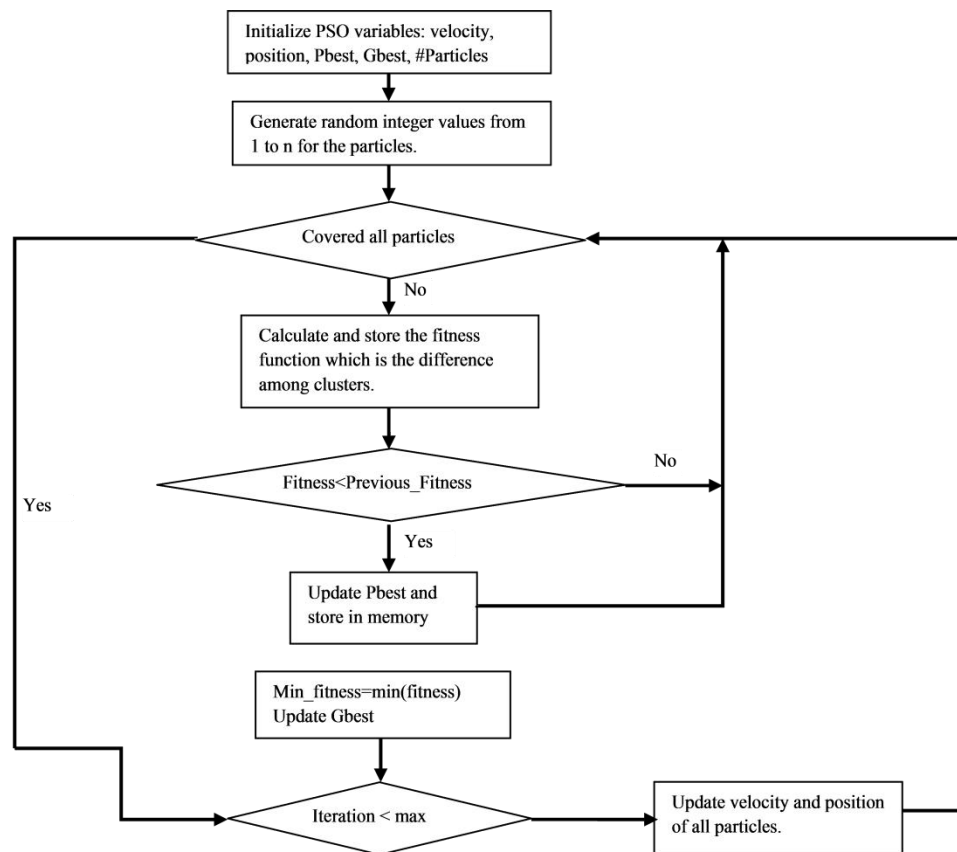 Initialize PSO variables: velocity,
position, Pbest, Gbest, #Particles
Generate random integer values from
1 to n for the particles.
Covered all particles
No
Calculate and store the fitness
function which is the difference
among clusters.
No
Fitness<Previous_Fitness
Yes
Yes
Update Pbest and
store in memory
Min_fitness=min(fitness)
Update Gbest
Iteration < max
Update velocity and position
of all particles.